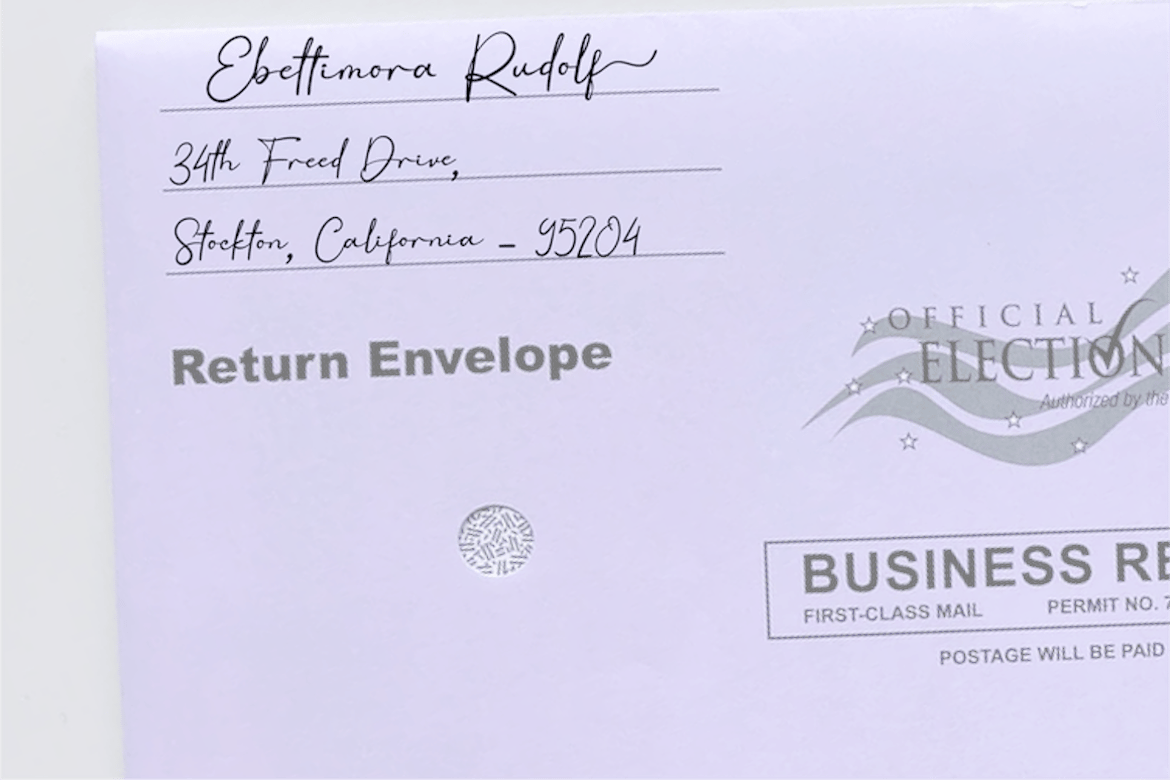 Ebettimora Rudolf
34th Freed Drive,
Stockton, California - 95204
Return Envelope
OFFICIAL
ELECTION
Authorized by the
BUSINESS RE
FIRST-CLASS MAIL PERMIT NO. 7
POSTAGE WILL BE PAID